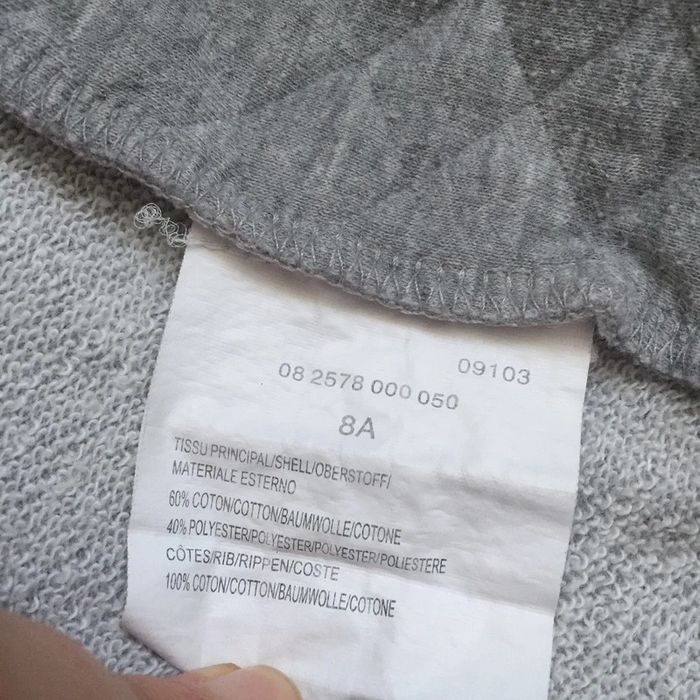 09103
08 2578 000 050
8A
TISSU PRINCIPAL/SHELL/OBERSTOFF/
MATERIALE ESTERNO
60% COTON/COTTON/BAUMWOLLE/COTONE
40% POLYESTER/POLYESTER/POLYESTER/POLIESTERE
CÔTES/RIB/RIPPEN/COSTE
100% COTON/COTTON/BAUMWOLLE/COTONE